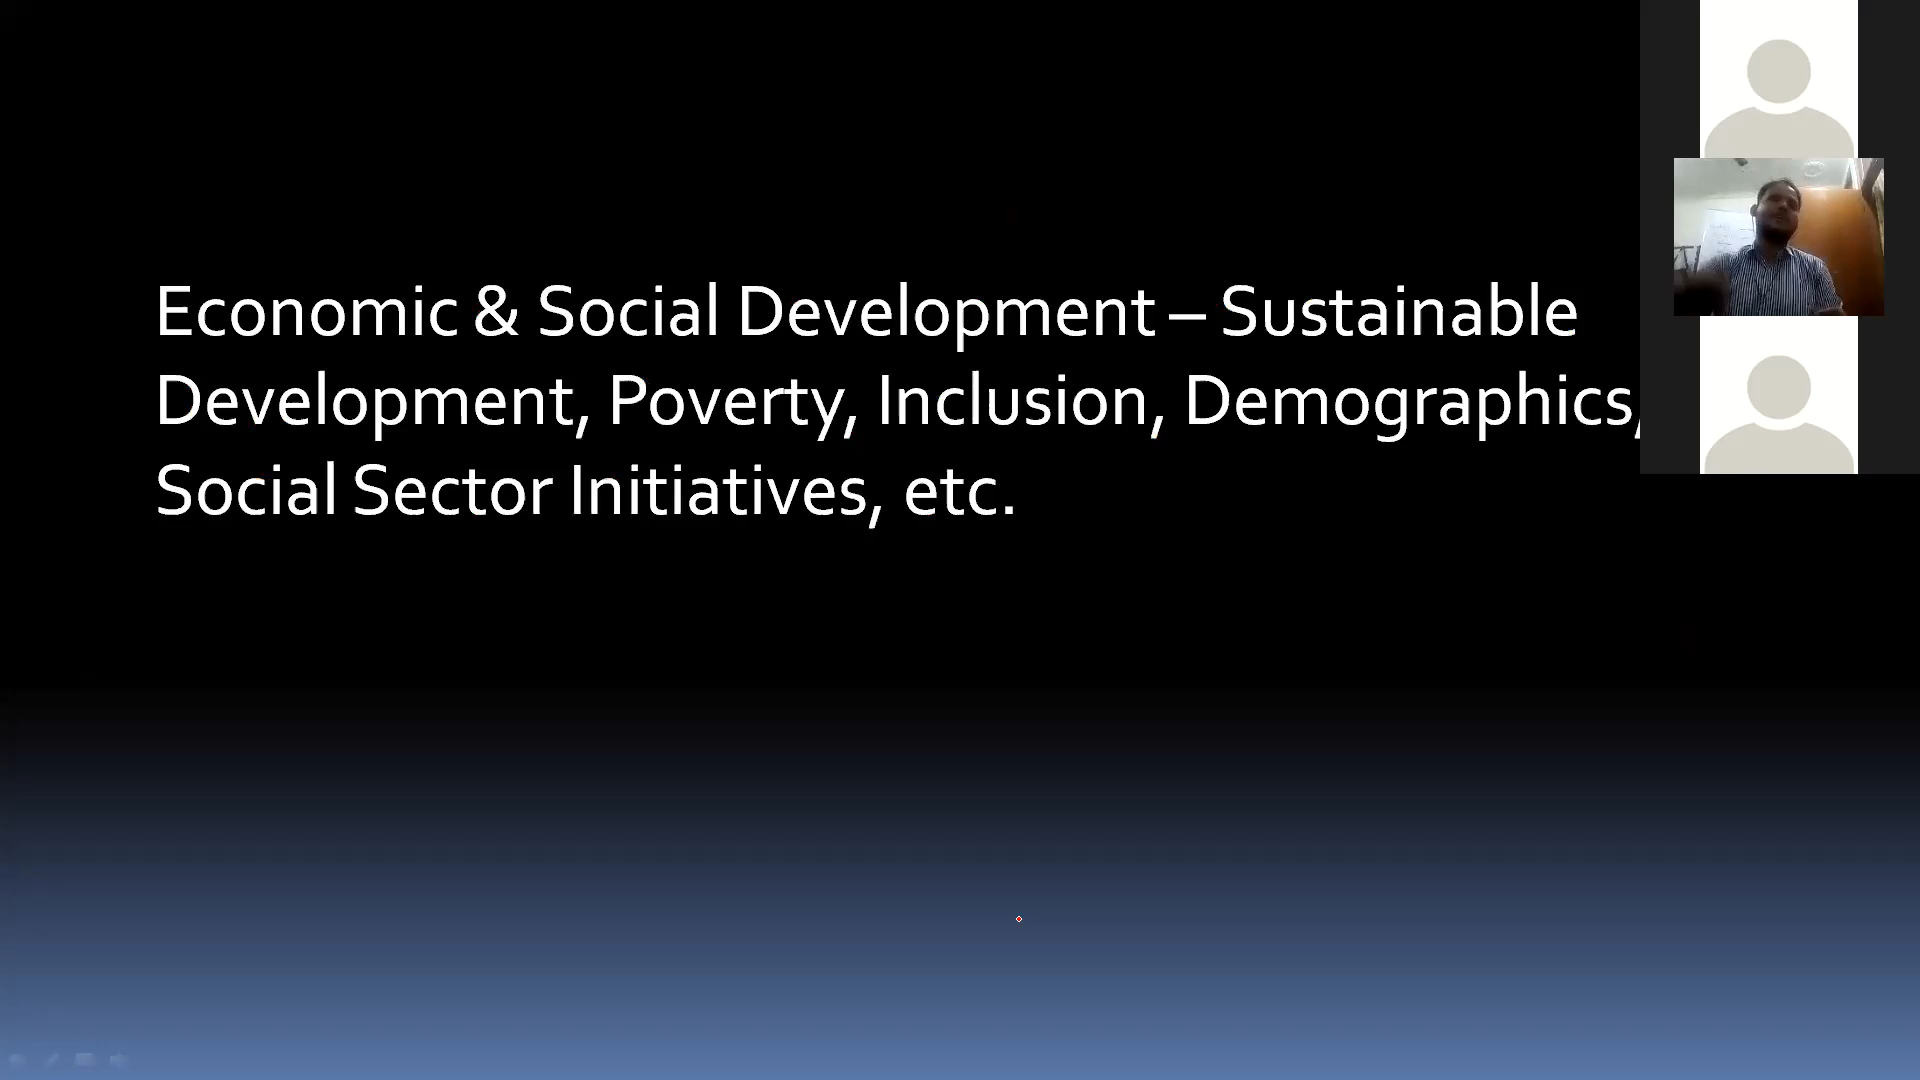 Economic & Social Development – Sustainable
Development, Poverty, Inclusion, Demographics,
Social Sector Initiatives, etc.